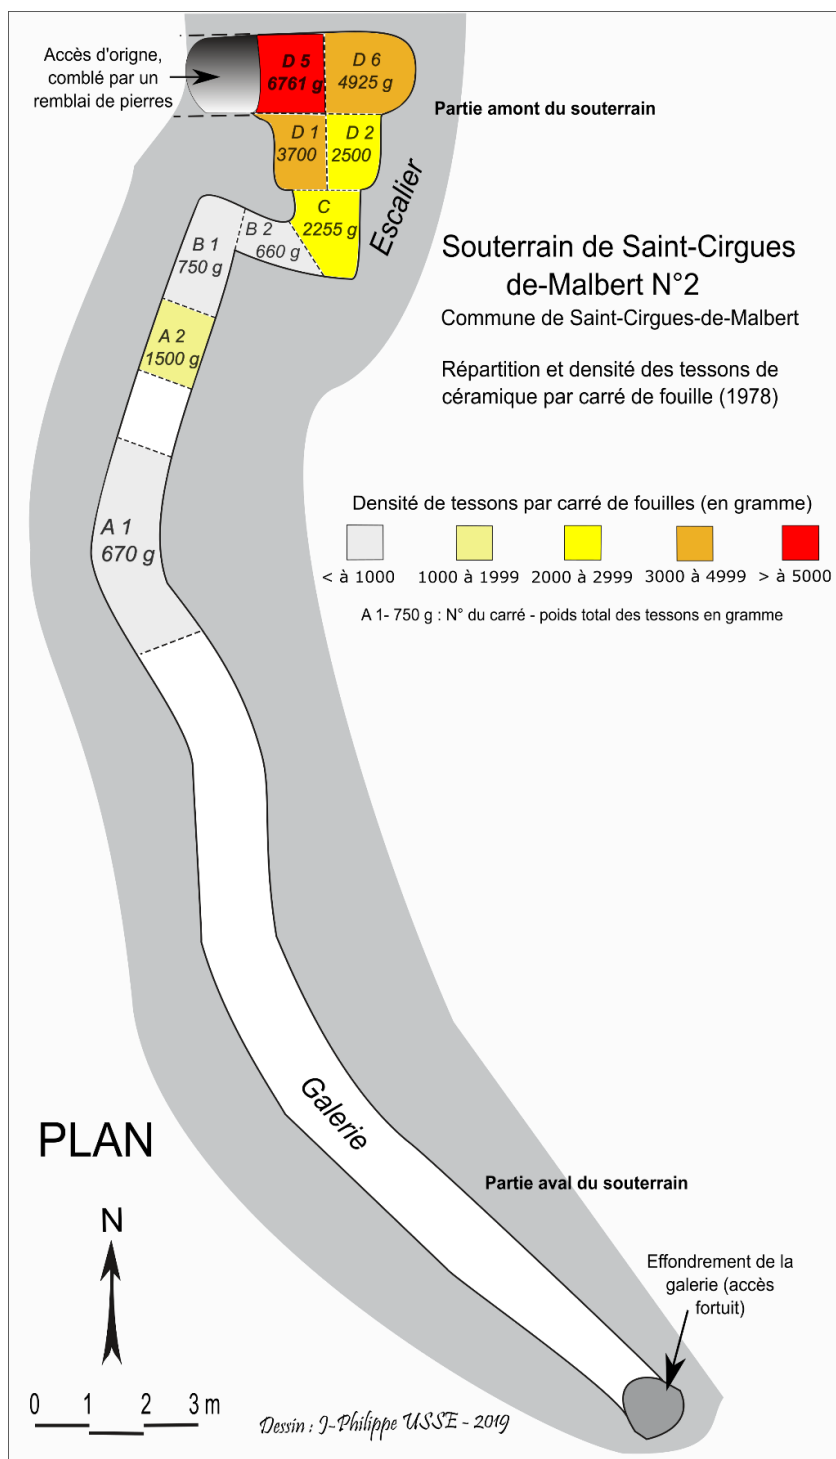 Accès d'origne,
comblé par un
remblai de pierres
D 5
6761 g
D 6
4925 g
Partie amont du souterrain
D 1
3700
D 2
2500
Escalier
C
2255 g
B 2
660 g
B 1
750 g
Souterrain de Saint-Cirgues
de-Malbert N°2
Commune de Saint-Cirgues-de-Malbert
Répartition et densité des tessons de
céramique par carré de fouille (1978)
A 2
1500 g
Densité de tessons par carré de fouilles (en gramme)
< à 1000
1000 à 1999
2000 à 2999
3000 à 4999
> à 5000
A 1- 750 g : N° du carré - poids total des tessons en gramme
A 1
670 g
Galerie
PLAN
N
Partie aval du souterrain
Effondrement de la
galerie (accès
fortuit)
0 1 2 3 m
Dessin : J-Philippe USSE - 2019